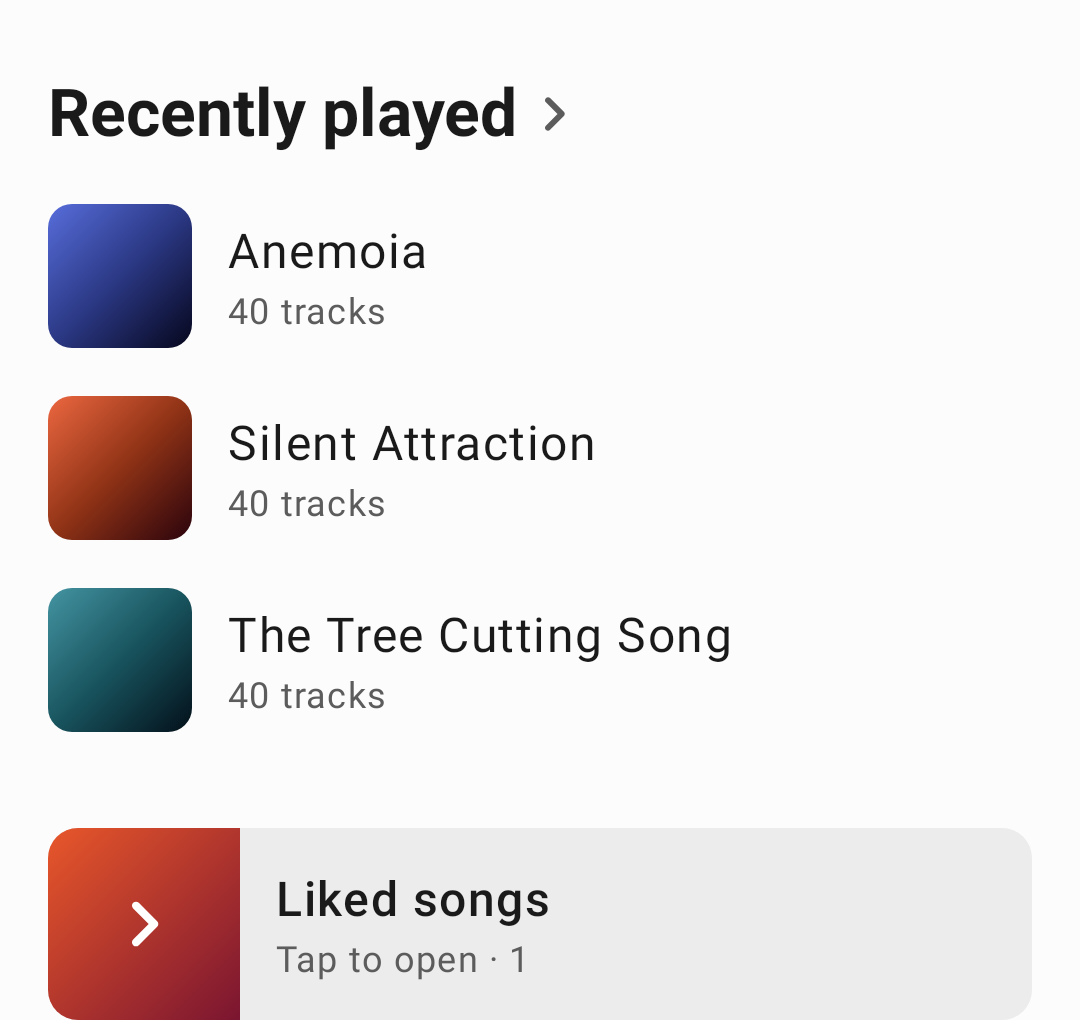 Recently played
Anemoia
40 tracks
Silent Attraction
40 tracks
The Tree Cutting Song
40 tracks
Liked songs
Tap to open · 1